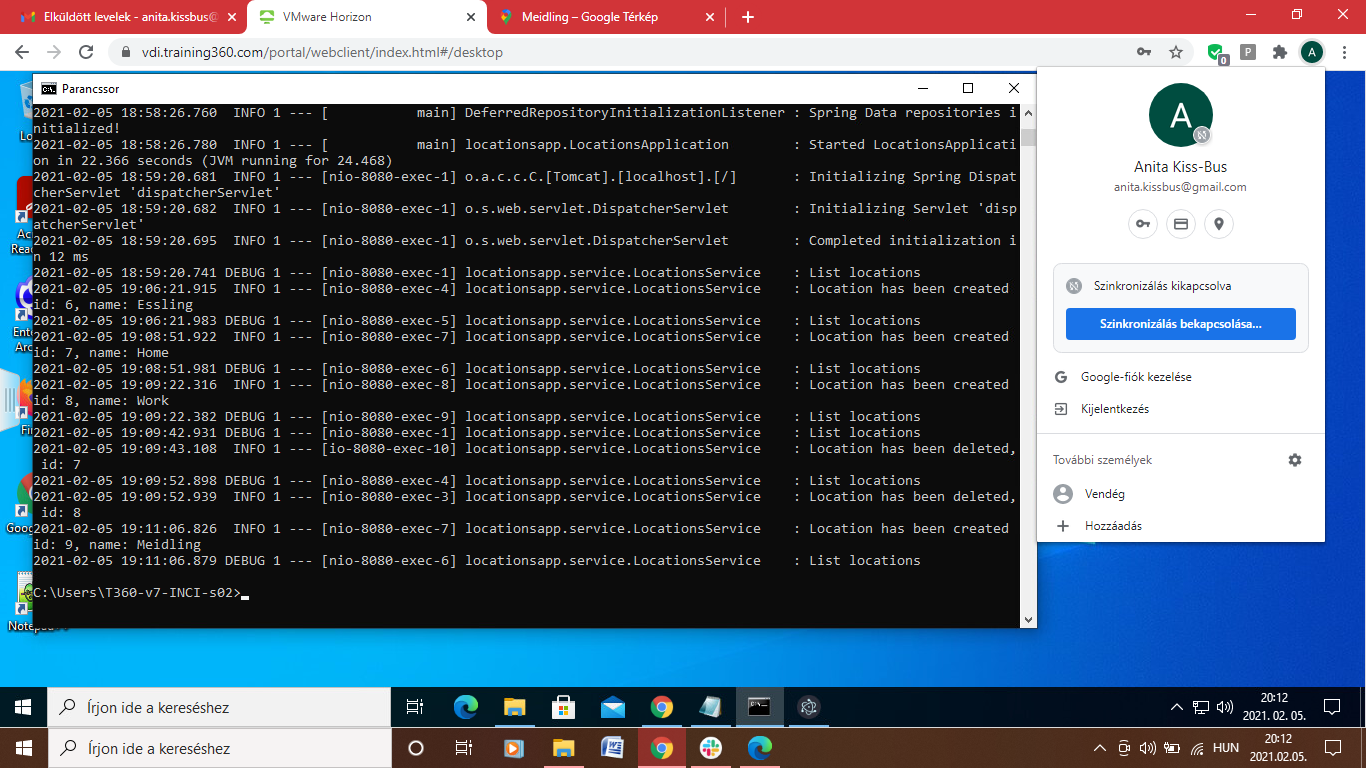 Elküldött levelek - anita.kissbus@
VMware Horizon
Meidling – Google Térkép
vdi.training360.com/portal/webclient/index.html#/desktop
0
P
A
Parancssor
2021-02-05 18:58:26.760  INFO 1 --- [           main] DeferredRepositoryInitializationListener : Spring Data repositories i
nitialized!
2021-02-05 18:58:26.780  INFO 1 --- [           main] locationsapp.LocationsApplication        : Started LocationsApplicati
on in 22.366 seconds (JVM running for 24.468)
2021-02-05 18:59:20.681  INFO 1 --- [nio-8080-exec-1] o.a.c.c.C.[Tomcat].[localhost].[/]       : Initializing Spring Dispat
cherServlet 'dispatcherServlet'
2021-02-05 18:59:20.682  INFO 1 --- [nio-8080-exec-1] o.s.web.servlet.DispatcherServlet        : Initializing Servlet 'disp
atcherServlet'
2021-02-05 18:59:20.695  INFO 1 --- [nio-8080-exec-1] o.s.web.servlet.DispatcherServlet        : Completed initialization i
n 12 ms
2021-02-05 18:59:20.741 DEBUG 1 --- [nio-8080-exec-1] locationsapp.service.LocationsService    : List locations
2021-02-05 19:06:21.915  INFO 1 --- [nio-8080-exec-4] locationsapp.service.LocationsService    : Location has been created
id: 6, name: Essling
2021-02-05 19:06:21.983 DEBUG 1 --- [nio-8080-exec-5] locationsapp.service.LocationsService    : List locations
2021-02-05 19:08:51.922  INFO 1 --- [nio-8080-exec-7] locationsapp.service.LocationsService    : Location has been created
id: 7, name: Home
2021-02-05 19:08:51.981 DEBUG 1 --- [nio-8080-exec-6] locationsapp.service.LocationsService    : List locations
2021-02-05 19:09:22.316  INFO 1 --- [nio-8080-exec-8] locationsapp.service.LocationsService    : Location has been created
id: 8, name: Work
2021-02-05 19:09:22.382 DEBUG 1 --- [nio-8080-exec-9] locationsapp.service.LocationsService    : List locations
2021-02-05 19:09:42.931 DEBUG 1 --- [nio-8080-exec-1] locationsapp.service.LocationsService    : List locations
2021-02-05 19:09:43.108  INFO 1 --- [io-8080-exec-10] locationsapp.service.LocationsService    : Location has been deleted,
 id: 7
2021-02-05 19:09:52.898 DEBUG 1 --- [nio-8080-exec-4] locationsapp.service.LocationsService    : List locations
2021-02-05 19:09:52.939  INFO 1 --- [nio-8080-exec-3] locationsapp.service.LocationsService    : Location has been deleted,
 id: 8
2021-02-05 19:11:06.826  INFO 1 --- [nio-8080-exec-7] locationsapp.service.LocationsService    : Location has been created
id: 9, name: Meidling
2021-02-05 19:11:06.879 DEBUG 1 --- [nio-8080-exec-6] locationsapp.service.LocationsService    : List locations
C:\Users\T360-v7-INCI-s02>
A
Anita Kiss-Bus
anita.kissbus@gmail.com
Szinkronizálás kikapcsolva
Szinkronizálás bekapcsolása...
Google-fiók kezelése
Kijelentkezés
További személyek
Vendég
Hozzáadás
Írjon ide a kereséshez
20:12
2021. 02. 05.
Írjon ide a kereséshez
HUN
20:12
2021.02.05.